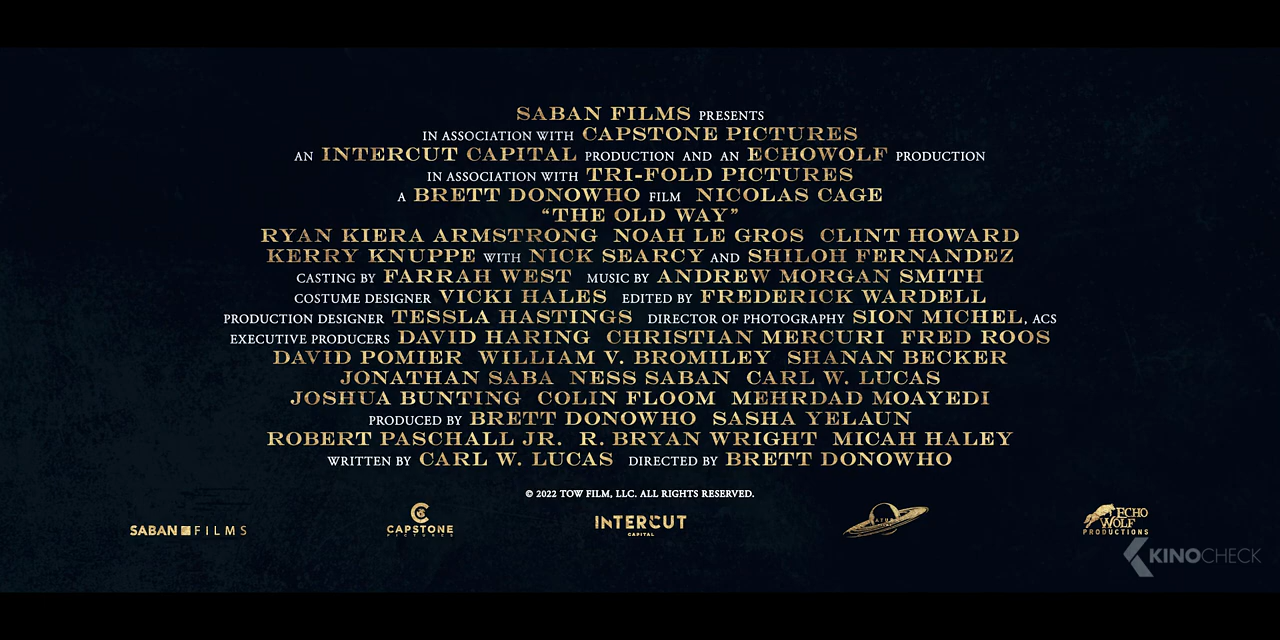 SABAN FILMS PRESENTS
IN ASSOCIATION WITH CAPSTONE PICTURES
AN INTERCUT CAPITAL PRODUCTION AND AN ECHOWOLF PRODUCTION
IN ASSOCIATION WITH TRI-FOLD PICTURES
A BRETT DONOWHO FILM NICOLAS CAGE
“THE OLD WAY”
RYAN KIERA ARMSTRONG NOAH LE GROS CLINT HOWARD
KERRY KNUPPE WITH NICK SEARCY AND SHILOH FERNANDEZ
CASTING BY FARRAH WEST MUSIC BY ANDREW MORGAN SMITH
COSTUME DESIGNER VICKI HALES EDITED BY FREDERICK WARDELL
PRODUCTION DESIGNER TESSLA HASTINGS DIRECTOR OF PHOTOGRAPHY SION MICHEL, ACS
EXECUTIVE PRODUCERS DAVID HARING CHRISTIAN MERCURI FRED ROOS
DAVID POMIER WILLIAM V. BROMILEY SHANAN BECKER
JONATHAN SABA NESS SABAN CARL W. LUCAS
JOSHUA BUNTING COLIN FLOOM MEHRDAD MOAYEDI
PRODUCED BY BRETT DONOWHO SASHA YELAUN
ROBERT PASCHALL JR. R. BRYAN WRIGHT MICAH HALEY
WRITTEN BY CARL W. LUCAS DIRECTED BY BRETT DONOWHO
© 2022 TOW FILM, LLC. ALL RIGHTS RESERVED.
SABAN FILMS
CAPSTONE
PICTURES
INTERCUT
CAPITAL
ECHO
WOLF
PRODUCTIONS
KINOCHECK